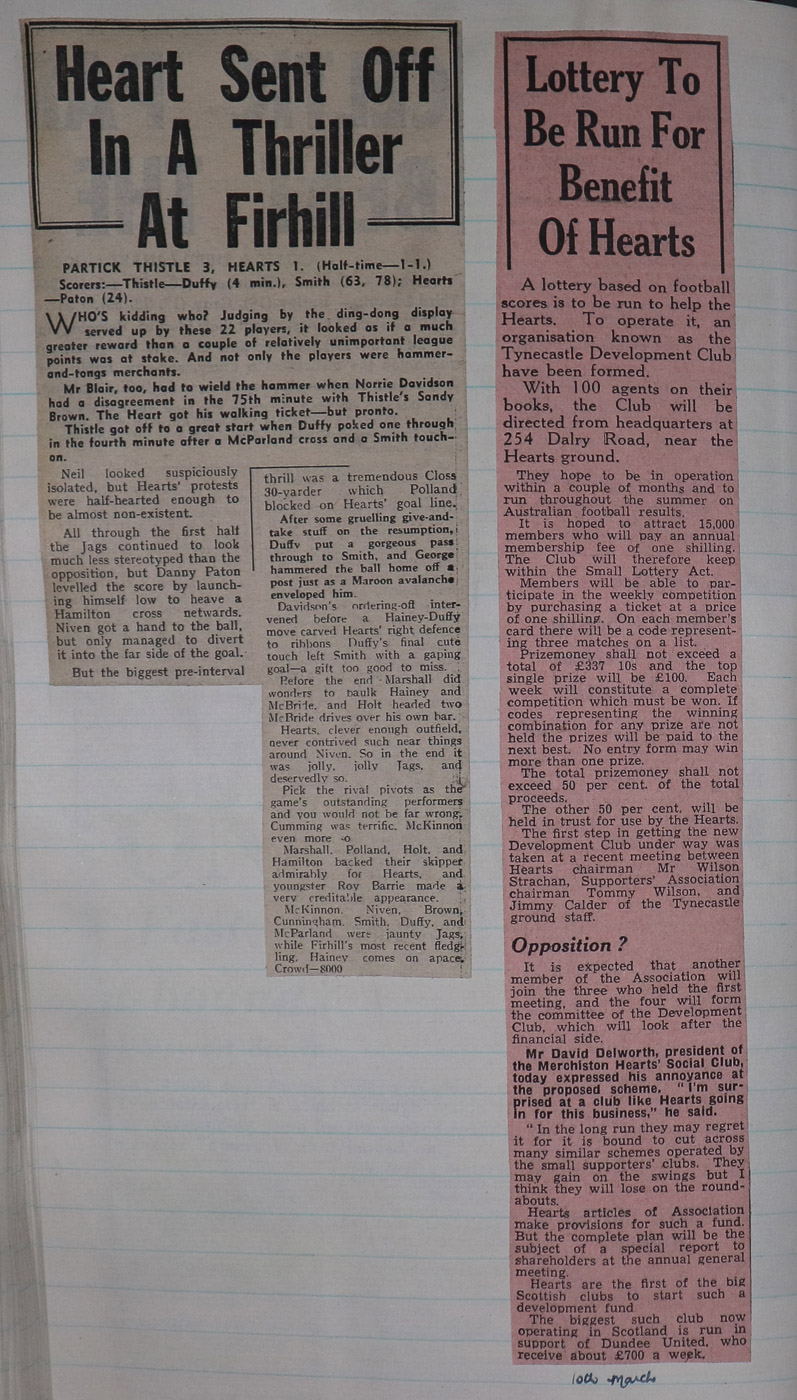 Heart Sent Off
In A Thriller
At Firhill
PARTICK THISTLE 3, HEARTS 1. (Half-time—1-1.)
Scorers:—Thistle—Duffy (4 min.), Smith (63, 78); Hearts
—Paton (24).
WHO'S kidding who? Judging by the ding-dong display
served up by these 22 players, it looked as if a much
greater reward than a couple of relatively unimportant league
points was at stake. And not only the players were hammer-
and-tongs merchants.
Mr Blair, too, had to wield the hammer when Norrie Davidson
had a disagreement in the 75th minute with Thistle's Sandy
Brown. The Heart got his walking ticket—but pronto.
Thistle got off to a great start when Duffy poked one through
in the fourth minute after a McParland cross and a Smith touch-
on.
Neil looked suspiciously
isolated, but Hearts' protests
were half-hearted enough to
be almost non-existent.
All through the first half
the Jags continued to look
much less stereotyped than the
opposition, but Danny Paton
levelled the score by launch-
ing himself low to heave a
Hamilton cross netwards.
Niven got a hand to the ball,
but only managed to divert
it into the far side of the goal.
But the biggest pre-interval
thrill was a tremendous Closs
30-yarder which Polland
blocked on Hearts' goal line.
After some gruelling give-and-
take stuff on the resumption,
Duffy put a gorgeous pass
through to Smith, and George
hammered the ball home off a
post just as a Maroon avalanche
enveloped him.
Davidson's ordering-off inter-
vened before a Hainey-Duffy
move carved Hearts' right defence
to ribbons Duffy's final cute
touch left Smith with a gaping
goal—a gift too good to miss.
Before the end Marshall did
wonders to baulk Hainey and
McBride, and Holt headed two
McBride drives over his own bar.
Hearts, clever enough outfield,
never contrived such near things
around Niven. So in the end it
was jolly, jolly Jags, and
deservedly so.
Pick the rival pivots as the
game's outstanding performers
and you would not be far wrong.
Cumming was terrific. McKinnon
even more so
Marshall, Polland, Holt, and
Hamilton backed their skipper
admirably for Hearts, and
youngster Roy Barrie made a
very creditable appearance.
McKinnon, Niven, Brown,
Cunningham, Smith, Duffy, and
McParland were jaunty Jags,
while Firhill's most recent fledg-
ling, Hainey comes on apace.
Crowd—8000
Lottery To
Be Run For
Benefit
Of Hearts
A lottery based on football
scores is to be run to help the
Hearts. To operate it, an
organisation known as the
Tynecastle Development Club
have been formed.
With 100 agents on their
books, the Club will be
directed from headquarters at
254 Dalry Road, near the
Hearts ground.
They hope to be in operation
within a couple of months and to
run throughout the summer on
Australian football results.
It is hoped to attract 15,000
members who will pay an annual
membership fee of one shilling.
The Club will therefore keep
within the Small Lottery Act.
Members will be able to par-
ticipate in the weekly competition
by purchasing a ticket at a price
of one shilling. On each member's
card there will be a code represent-
ing three matches on a list.
Prizemoney shall not exceed a
total of £337 10s and the top
single prize will be £100. Each
week will constitute a complete
competition which must be won. If
codes representing the winning
combination for any prize are not
held the prizes will be paid to the
next best. No entry form may win
more than one prize.
The total prizemoney shall not
exceed 50 per cent. of the total
proceeds.
The other 50 per cent. will be
held in trust for use by the Hearts.
The first step in getting the new
Development Club under way was
taken at a recent meeting between
Hearts chairman Mr Wilson
Strachan, Supporters' Association
chairman Tommy Wilson, and
Jimmy Calder of the Tynecastle
ground staff.
Opposition ?
It is expected that another
member of the Association will
join the three who held the first
meeting, and the four will form
the committee of the Development
Club, which will look after the
financial side.
Mr David Delworth, president of
the Merchiston Hearts' Social Club,
today expressed his annoyance at
the proposed scheme. "I'm sur-
prised at a club like Hearts going
in for this business," he said.
"In the long run they may regret
it for it is bound to cut across
many similar schemes operated by
the small supporters' clubs. They
may gain on the swings but I
think they will lose on the round-
abouts.
Hearts articles of Association
make provisions for such a fund.
But the complete plan will be the
subject of a special report to
shareholders at the annual general
meeting.
Hearts are the first of the big
Scottish clubs to start such a
development fund
The biggest such club now
operating in Scotland is run in
support of Dundee United, who
receive about £700 a week.
10th March